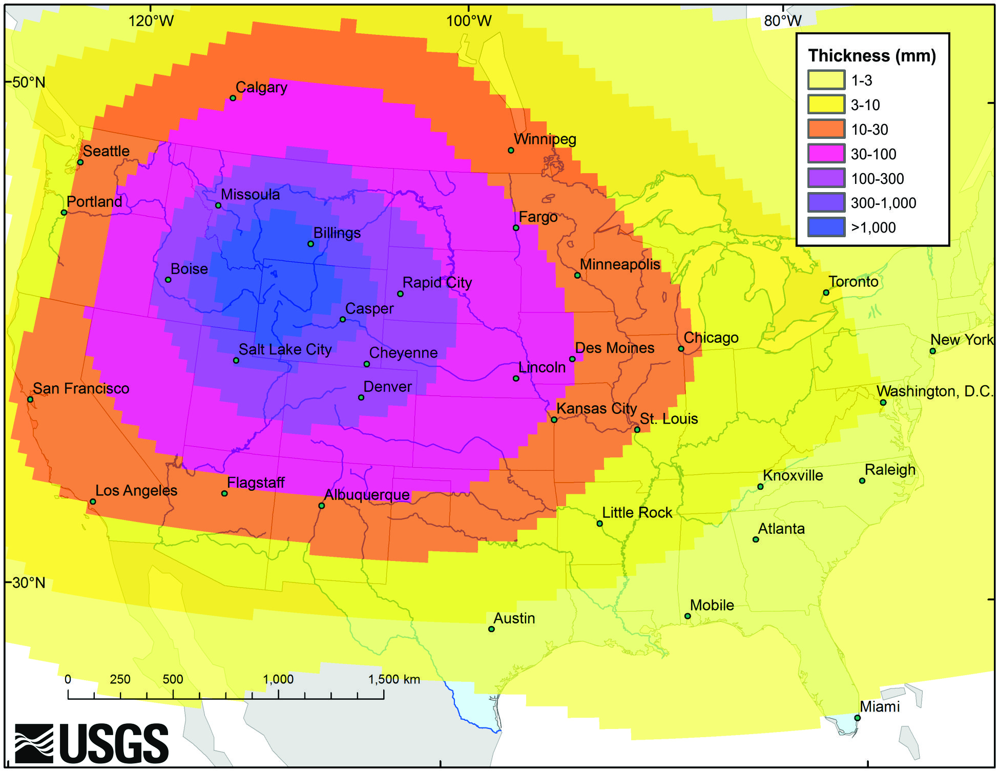 120°W 100°W 80°W
Thickness (mm)
1-3
3-10
10-30
30-100
100-300
300-1,000
>1,000
50°N
Calgary
Winnipeg
Seattle
Missoula
Portland
Fargo
Billings
Minneapolis
Boise
Rapid City
Toronto
Casper
Chicago
New York
Salt Lake City
Cheyenne
Des Moines
Lincoln
San Francisco
Denver
Washington, D.C.
Kansas City
St. Louis
Knoxville
Raleigh
Flagstaff
Los Angeles
Albuquerque
Little Rock
Atlanta
30°N
Mobile
Austin
0 250 500 1,000 1,500 km
Miami
USGS